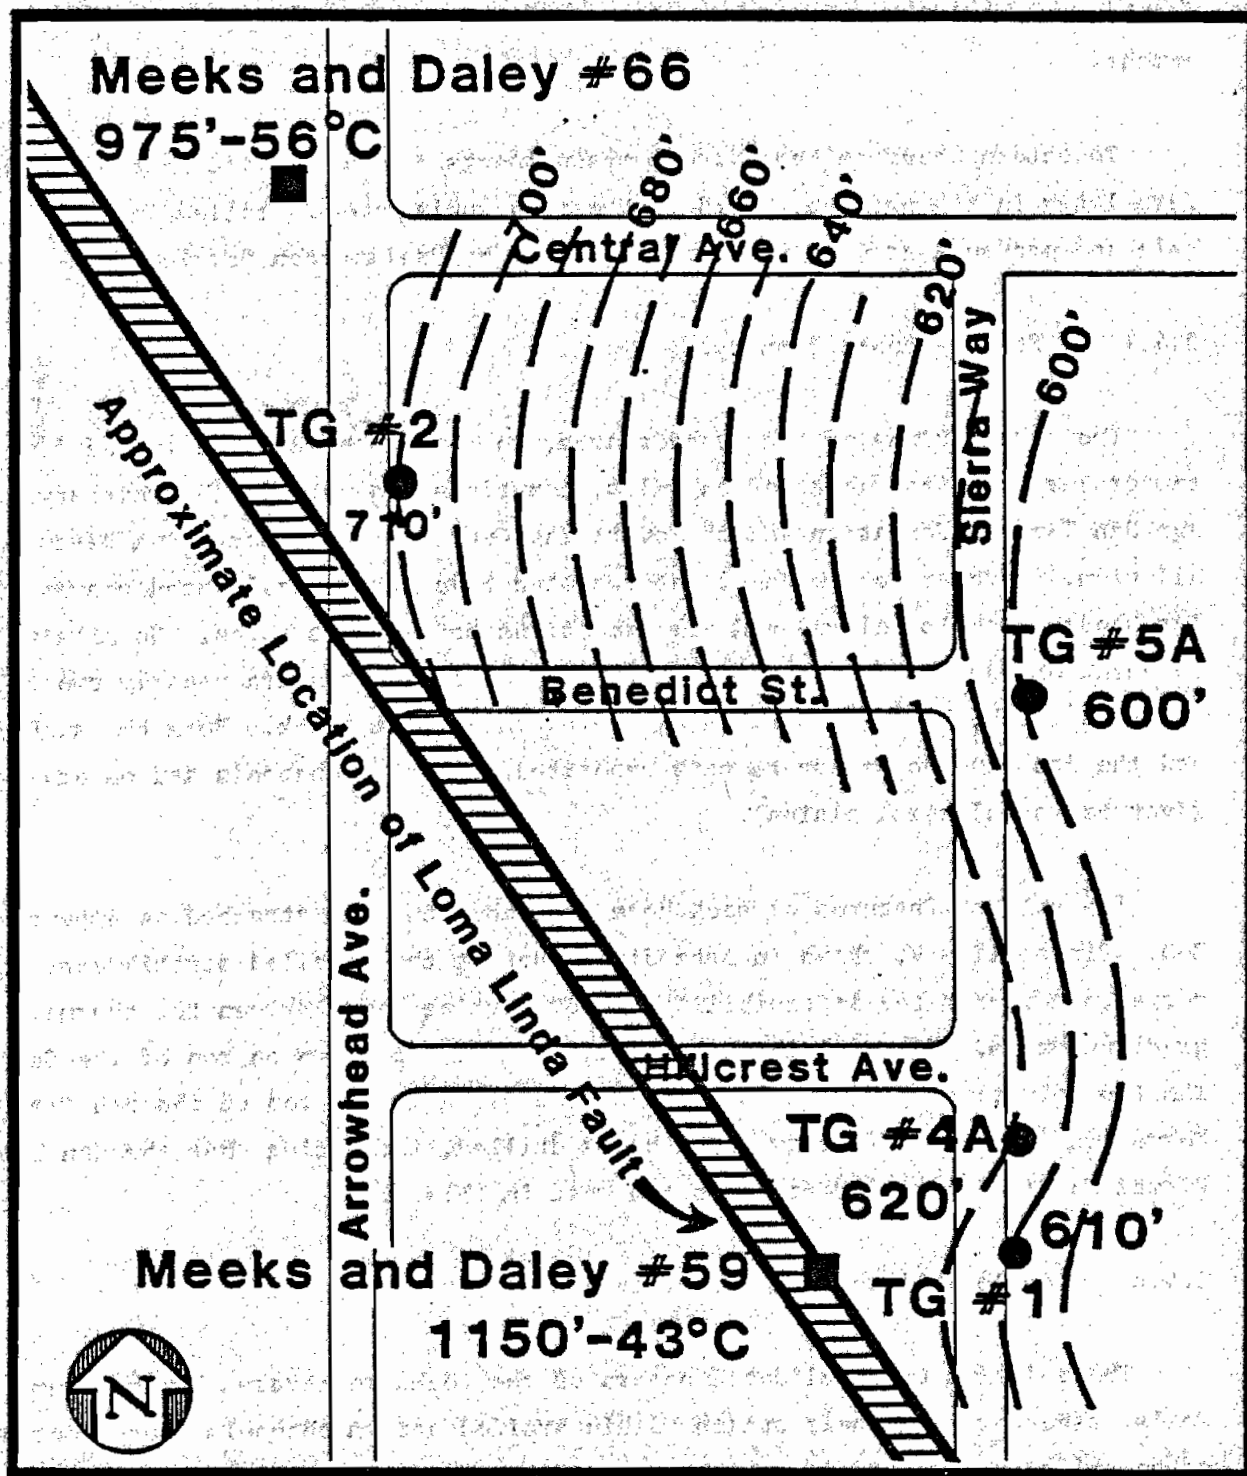 Meeks and Daley #66
975'-56°C
700'
680'
660'
640'
620'
600'
Central Ave.
Sierra Way
TG #2
710'
Approximate Location of Loma Linda Fault
TG #5A
600'
Benedict St.
Arrowhead Ave.
Hillcrest Ave.
TG #4A
620'
610'
TG #1
Meeks and Daley #59
1150'-43°C
N